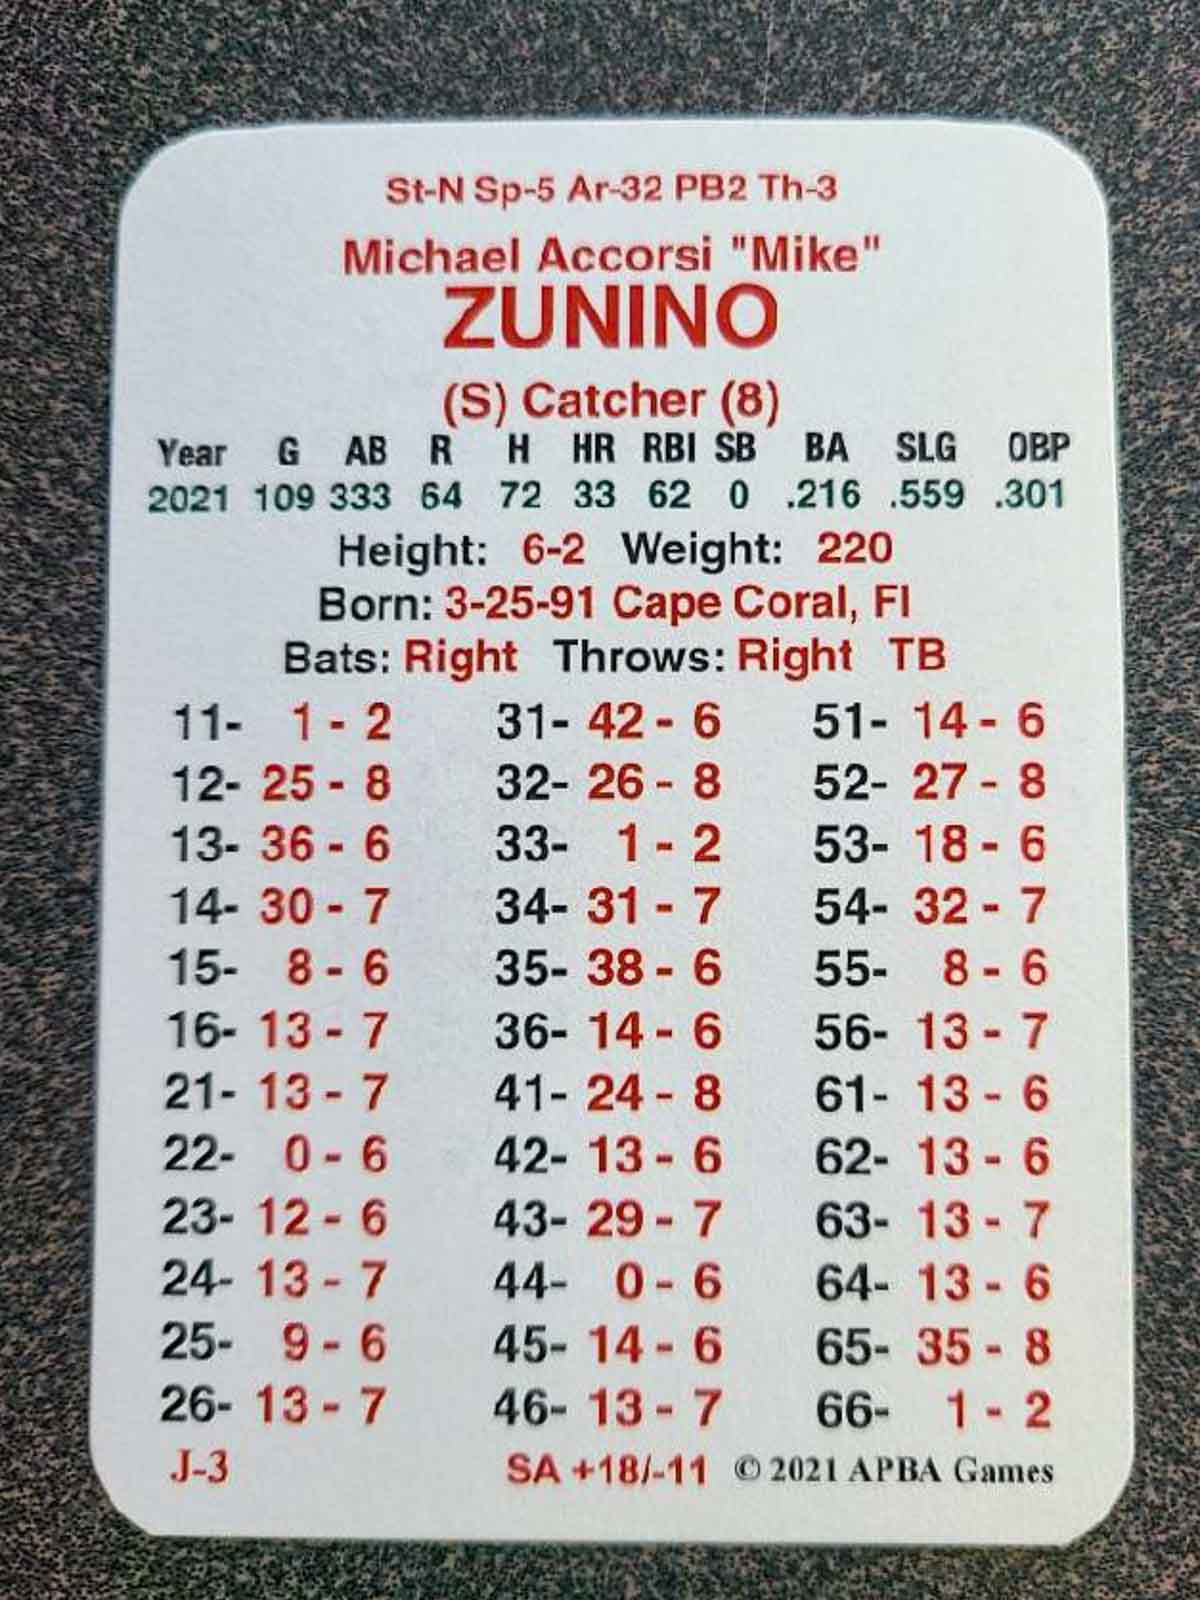 St-N Sp-5 Ar-32 PB2 Th-3
Michael Accorsi "Mike"
ZUNINO
(S) Catcher (8)
Year G AB R H HR RBI SB BA SLG OBP
2021 109 333 64 72 33 62 0 .216 .559 .301
Height: 6-2 Weight: 220
Born: 3-25-91 Cape Coral, Fl
Bats: Right Throws: Right TB
11- 1 - 2 31- 42 - 6 51- 14 - 6
12- 25 - 8 32- 26 - 8 52- 27 - 8
13- 36 - 6 33- 1 - 2 53- 18 - 6
14- 30 - 7 34- 31 - 7 54- 32 - 7
15- 8 - 6 35- 38 - 6 55- 8 - 6
16- 13 - 7 36- 14 - 6 56- 13 - 7
21- 13 - 7 41- 24 - 8 61- 13 - 6
22- 0 - 6 42- 13 - 6 62- 13 - 6
23- 12 - 6 43- 29 - 7 63- 13 - 7
24- 13 - 7 44- 0 - 6 64- 13 - 6
25- 9 - 6 45- 14 - 6 65- 35 - 8
26- 13 - 7 46- 13 - 7 66- 1 - 2
J-3 SA +18/-11 © 2021 APBA Games